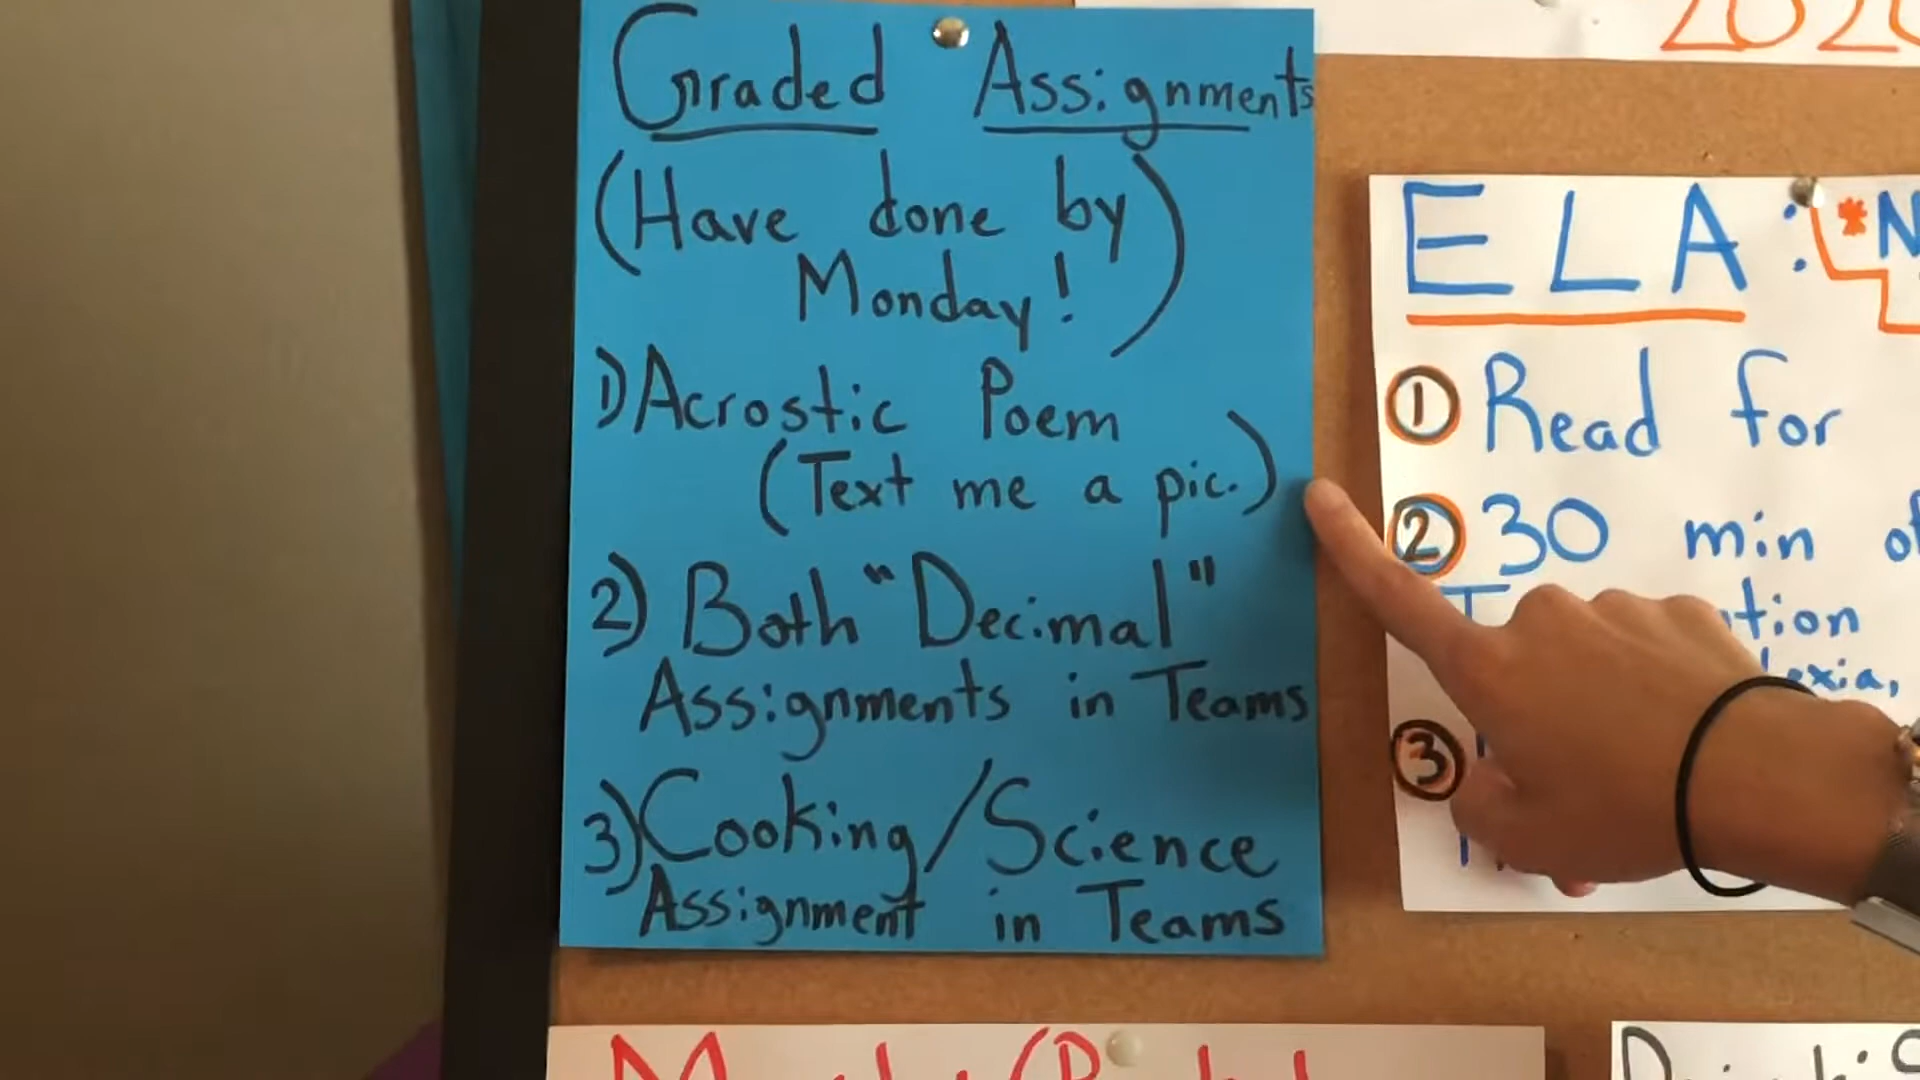 Graded Assignments
(Have done by
Monday!)
1) Acrostic Poem
(Text me a pic.)
2) Both "Decimal"
Assignments in Teams
3) Cooking/Science
Assignment in Teams
ELA: *N
1 Read for
2 30 min of
3